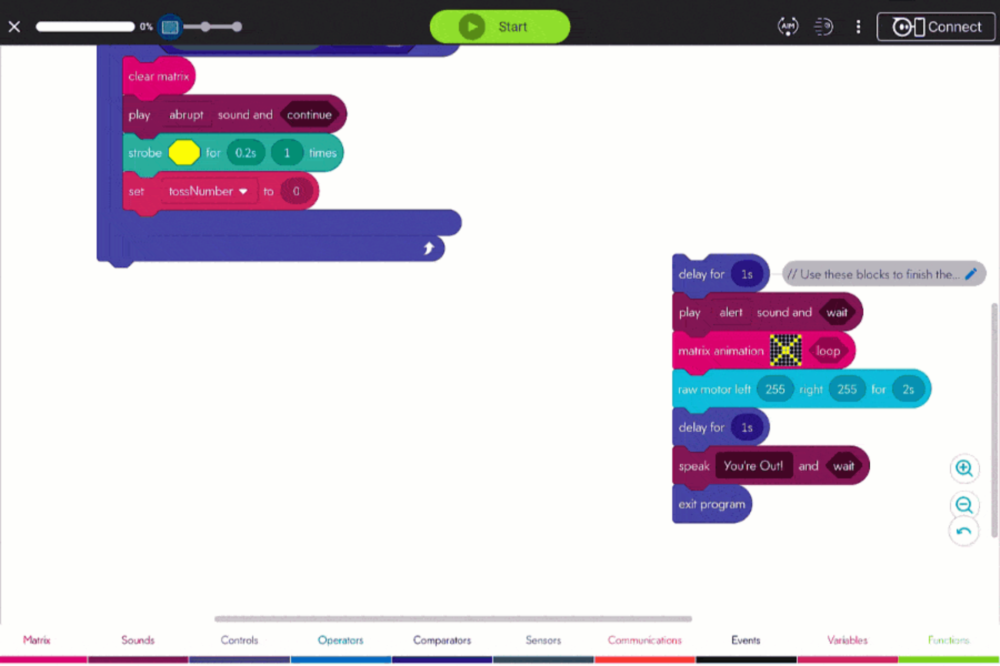 0% Start AIM Connect
clear matrix
play abrupt sound and continue
strobe for 0.2s 1 times
set tossNumber to 0
delay for 1s // Use these blocks to finish the...
play alert sound and wait
matrix animation loop
raw motor left 255 right 255 for 2s
delay for 1s
speak You're Out! and wait
exit program
Matrix Sounds Controls Operators Comparators Sensors Communications Events Variables Functions